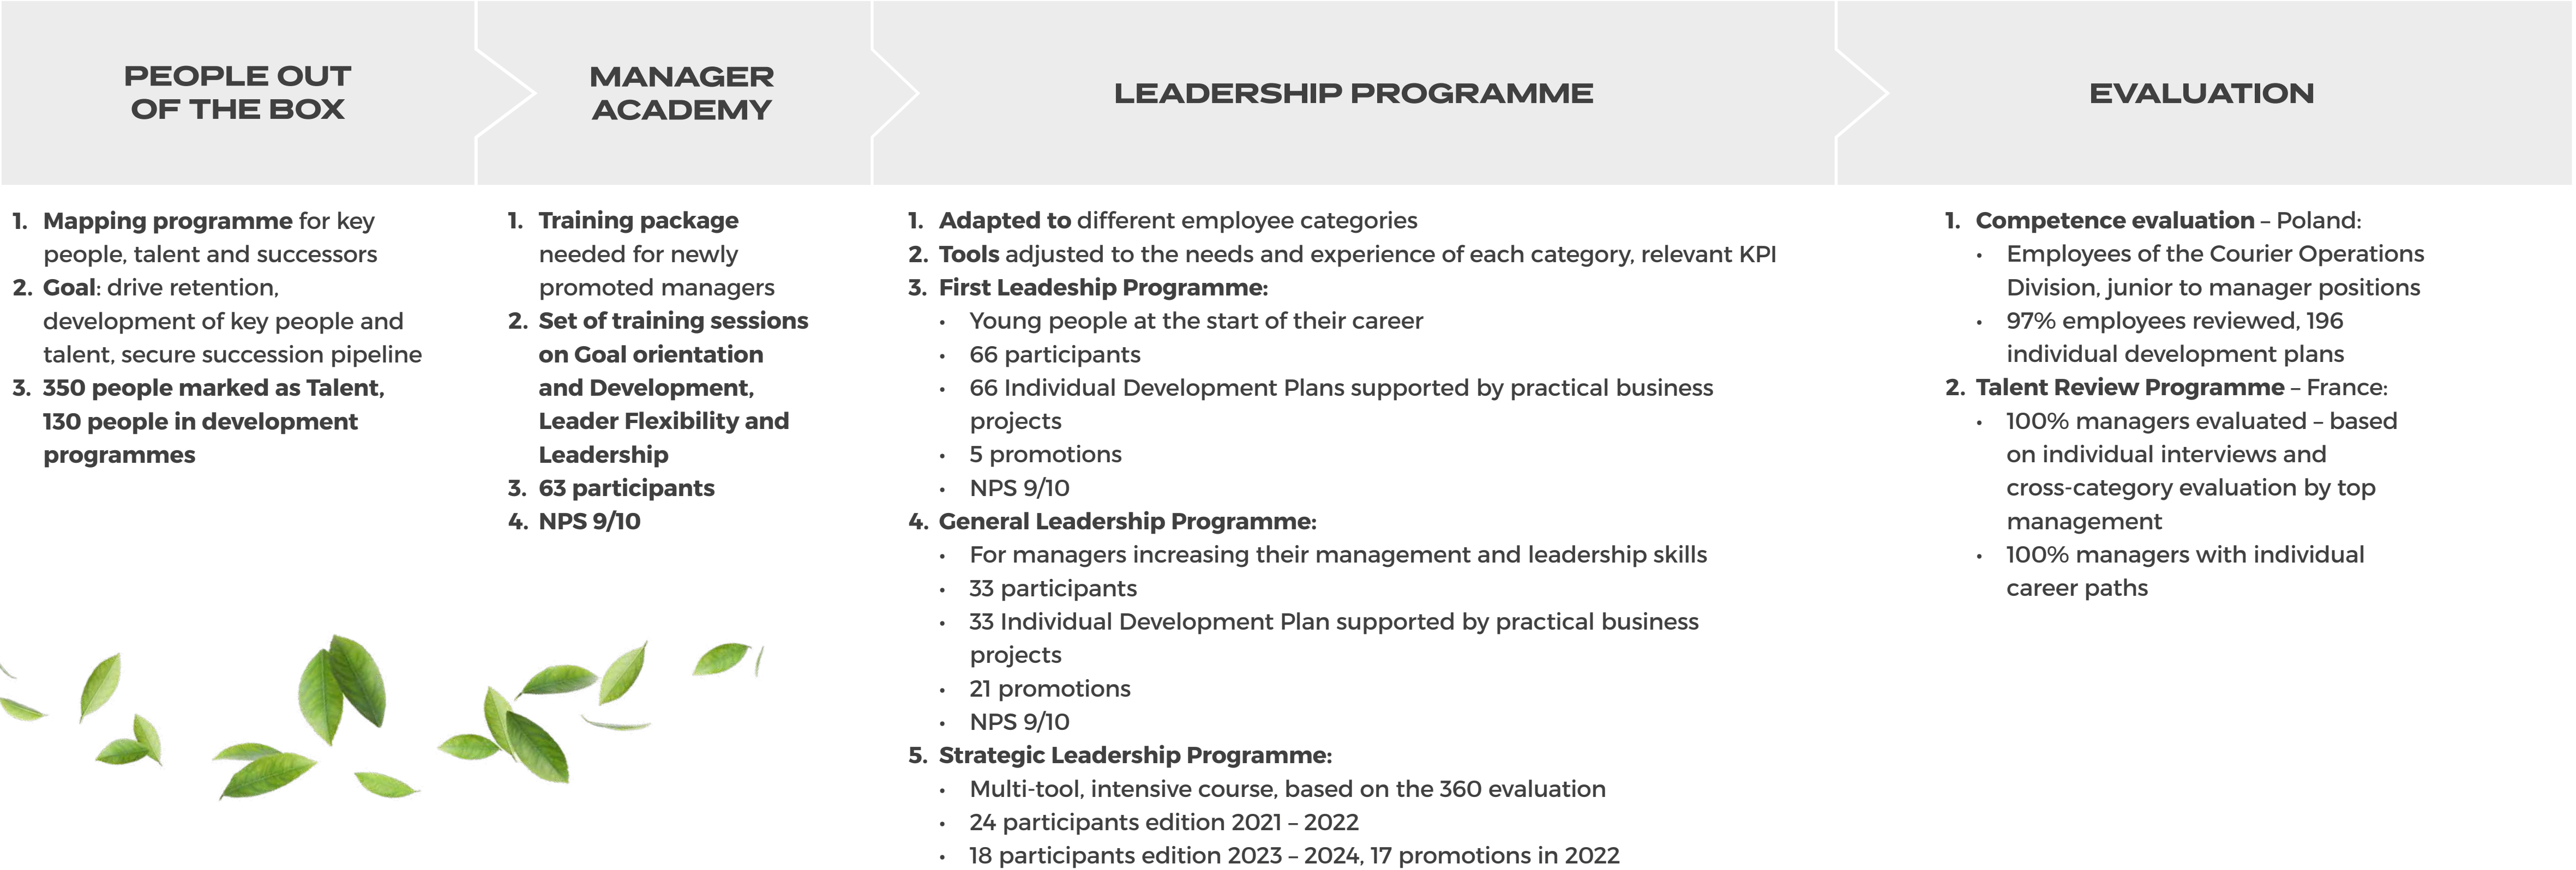 PEOPLE OUT
OF THE BOX
MANAGER
ACADEMY
LEADERSHIP PROGRAMME
EVALUATION
1. Mapping programme for key
people, talent and successors
2. Goal: drive retention,
development of key people and
talent, secure succession pipeline
3. 350 people marked as Talent,
130 people in development
programmes
1. Training package
needed for newly
promoted managers
2. Set of training sessions
on Goal orientation
and Development,
Leader Flexibility and
Leadership
3. 63 participants
4. NPS 9/10
1. Adapted to different employee categories
2. Tools adjusted to the needs and experience of each category, relevant KPI
3. First Leadeship Programme:
• Young people at the start of their career
• 66 participants
• 66 Individual Development Plans supported by practical business
projects
• 5 promotions
• NPS 9/10
4. General Leadership Programme:
• For managers increasing their management and leadership skills
• 33 participants
• 33 Individual Development Plan supported by practical business
projects
• 21 promotions
• NPS 9/10
5. Strategic Leadership Programme:
• Multi-tool, intensive course, based on the 360 evaluation
• 24 participants edition 2021 – 2022
• 18 participants edition 2023 – 2024, 17 promotions in 2022
1. Competence evaluation – Poland:
• Employees of the Courier Operations
Division, junior to manager positions
• 97% employees reviewed, 196
individual development plans
2. Talent Review Programme – France:
• 100% managers evaluated – based
on individual interviews and
cross-category evaluation by top
management
• 100% managers with individual
career paths